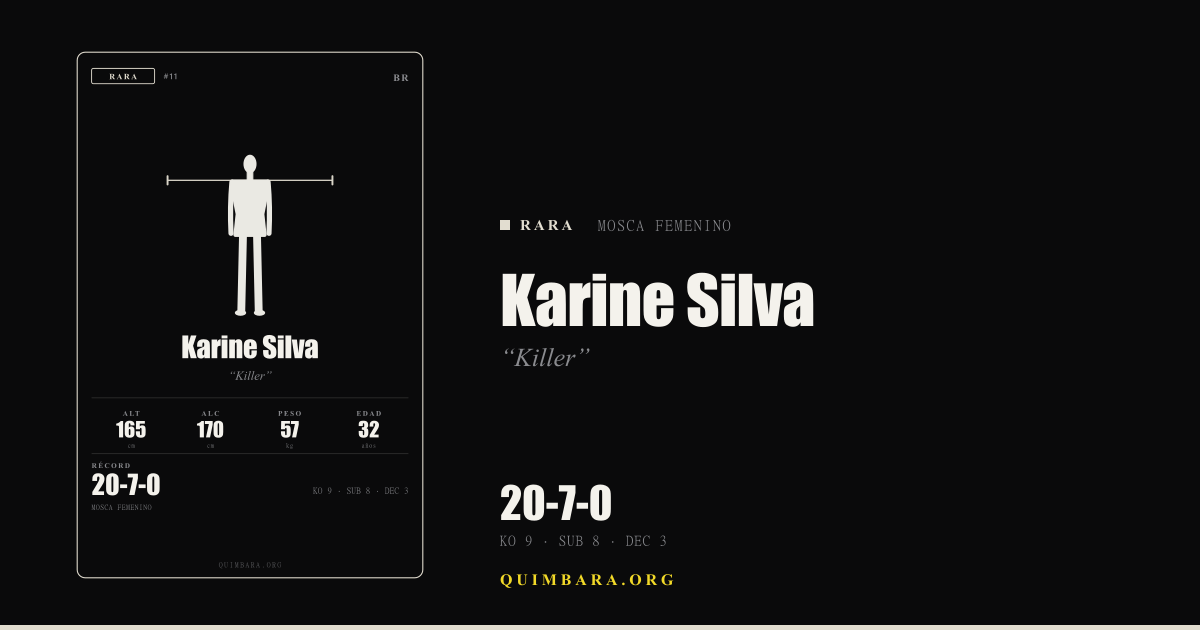 RARA #11 BR
Karine Silva
“Killer”
ALT ALC PESO EDAD
165 170 57 32
cm cm kg años
RÉCORD
20-7-0
KO 9 · SUB 8 · DEC 3
MOSCA FEMENINO
QUIMBARA.ORG
RARA MOSCA FEMENINO
Karine Silva
“Killer”
20-7-0
KO 9 · SUB 8 · DEC 3
QUIMBARA.ORG